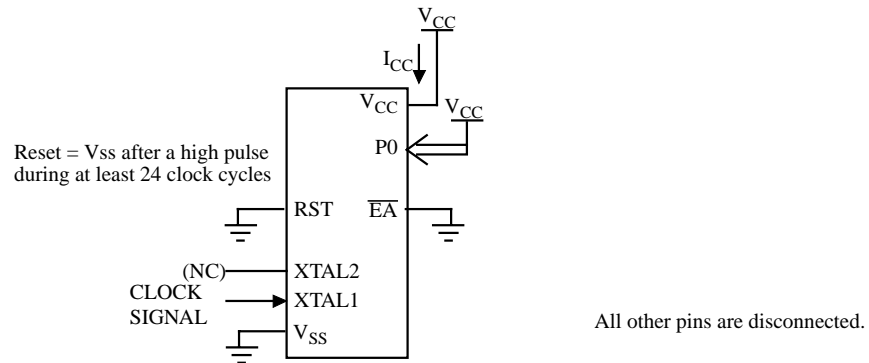 VCC
ICC
VCC
VCC
P0
Reset = Vss after a high pulse
during at least 24 clock cycles
RST
EA
(NC)
XTAL2
CLOCK
SIGNAL
XTAL1
VSS
All other pins are disconnected.